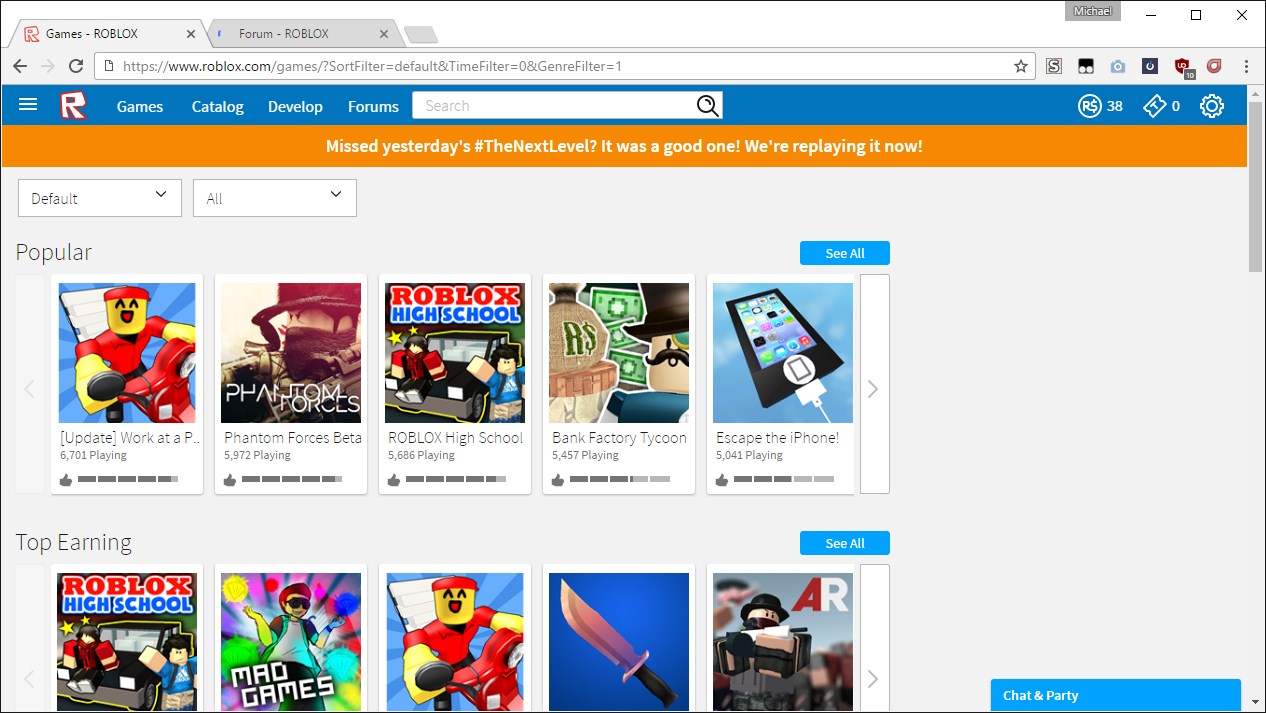 Michael
Games - ROBLOX
Forum - ROBLOX
https://www.roblox.com/games/?SortFilter=default&TimeFilter=0&GenreFilter=1
10
R
Games
Catalog
Develop
Forums
Search
R$ 38
0
Missed yesterday's #TheNextLevel? It was a good one! We're replaying it now!
Default
All
Popular
See All
PHANTOM
FORCES
ROBLOX
HIGH SCHOOL
R$
[Update] Work at a P..
Phantom Forces Beta
ROBLOX High School
Bank Factory Tycoon
Escape the iPhone!
6,701 Playing
5,972 Playing
5,686 Playing
5,457 Playing
5,041 Playing
Top Earning
See All
ROBLOX
HIGH SCHOOL
MAD
GAMES
AR
Chat & Party